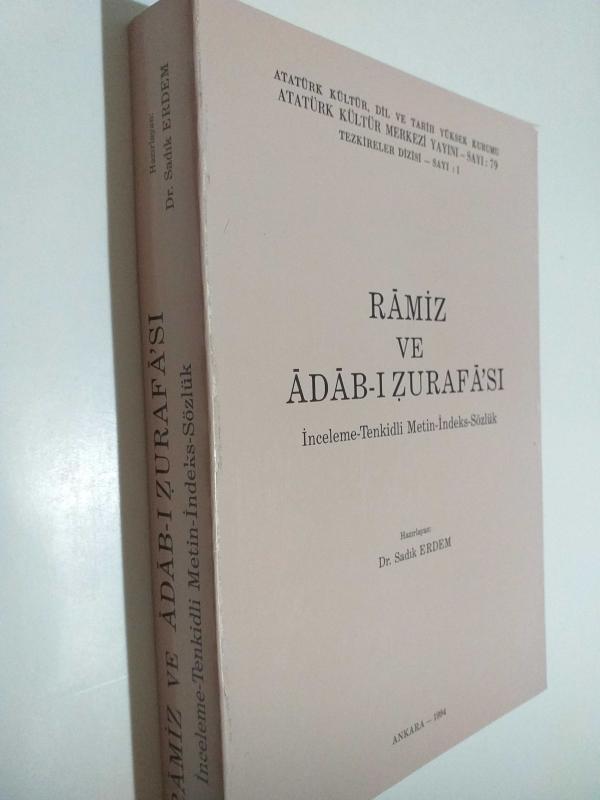 ATATÜRK KÜLTÜR, DİL VE TARİH YÜKSEK KURUMU
ATATÜRK KÜLTÜR MERKEZİ YAYINI – SAYI : 79
TEZKİRELER DİZİSİ – SAYI : 1
RĀMİZ
VE
ĀDĀB-I ẒURAFĀ'SI
İnceleme-Tenkidli Metin-İndeks-Sözlük
Hazırlayan:
Dr. Sadık ERDEM
ANKARA – 1994
Hazırlayan:
Dr. Sadık ERDEM
RĀMİZ VE ĀDĀB-I ẒURAFĀ'SI
İnceleme-Tenkidli Metin-İndeks-Sözlük